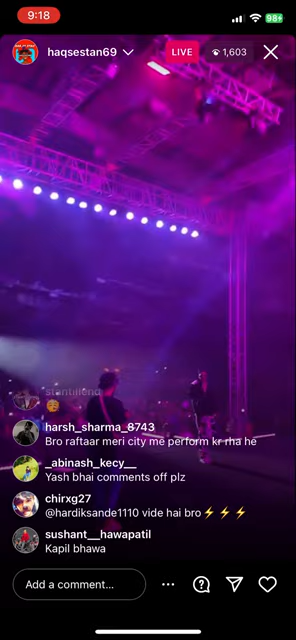 9:18
98+
haqsestan69
LIVE
1,603
stantjifend
harsh_sharma_8743
Bro raftaar meri city me perform kr rha he
_abinash_kecy__
Yash bhai comments off plz
chirxg27
@hardiksande1110 vide hai bro⚡⚡⚡
sushant__hawapatil
Kapil bhawa
Add a comment...